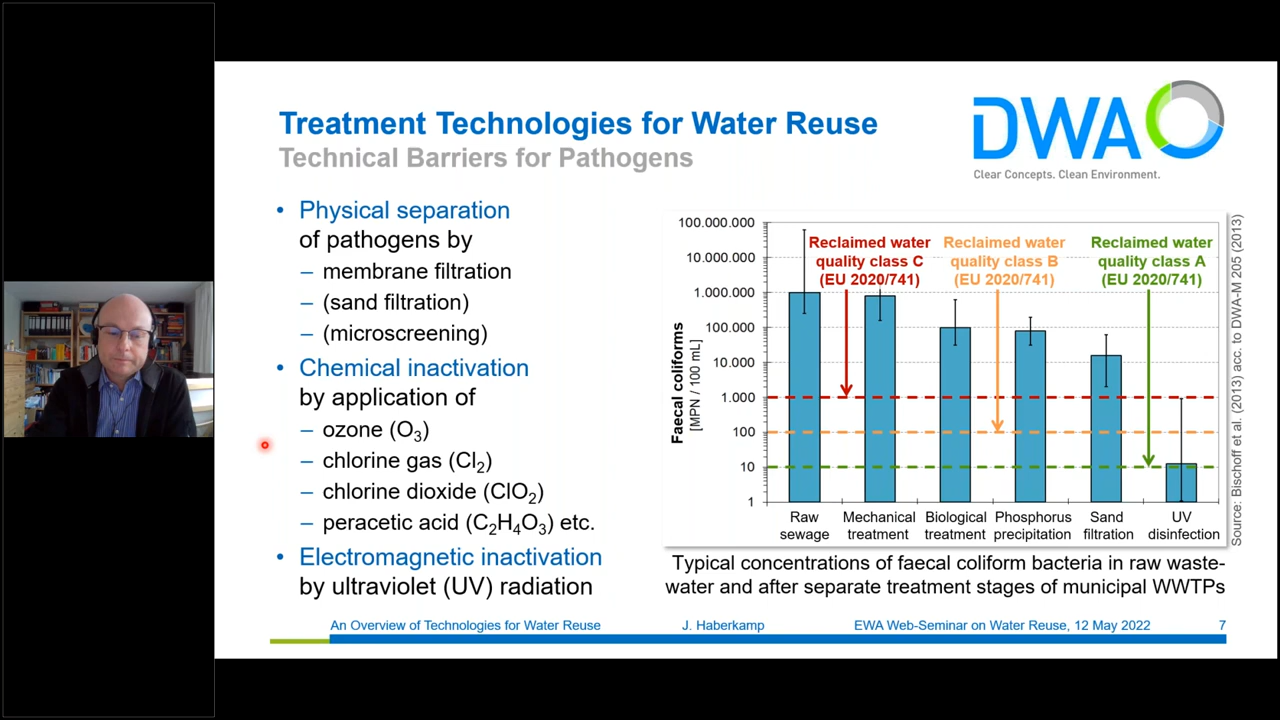 Treatment Technologies for Water Reuse
Technical Barriers for Pathogens
DWA
Clear Concepts. Clean Environment.
• Physical separation
of pathogens by
– membrane filtration
– (sand filtration)
– (microscreening)
• Chemical inactivation
by application of
– ozone (O₃)
– chlorine gas (Cl₂)
– chlorine dioxide (ClO₂)
– peracetic acid (C₂H₄O₃) etc.
• Electromagnetic inactivation
by ultraviolet (UV) radiation
Faecal coliforms
[MPN / 100 mL]
100.000.000
10.000.000
1.000.000
100.000
10.000
1.000
100
10
1
Reclaimed water
quality class C
(EU 2020/741)
Reclaimed water
quality class B
(EU 2020/741)
Reclaimed water
quality class A
(EU 2020/741)
Raw
sewage
Mechanical
treatment
Biological
treatment
Phosphorus
precipitation
Sand
filtration
UV
disinfection
Source: Bischoff et al. (2013) acc. to DWA-M 205 (2013)
Typical concentrations of faecal coliform bacteria in raw waste-
water and after separate treatment stages of municipal WWTPs
An Overview of Technologies for Water Reuse
J. Haberkamp
EWA Web-Seminar on Water Reuse, 12 May 2022
7